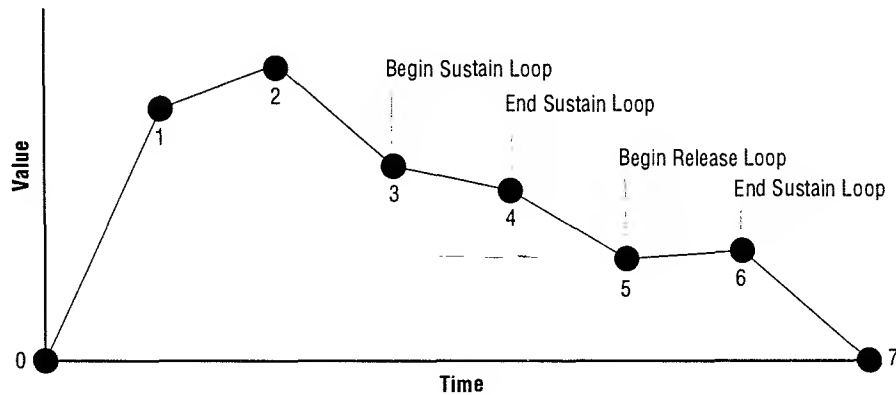 Begin Sustain Loop
End Sustain Loop
Begin Release Loop
End Sustain Loop
Value
0
1
2
3
4
5
6
7
Time